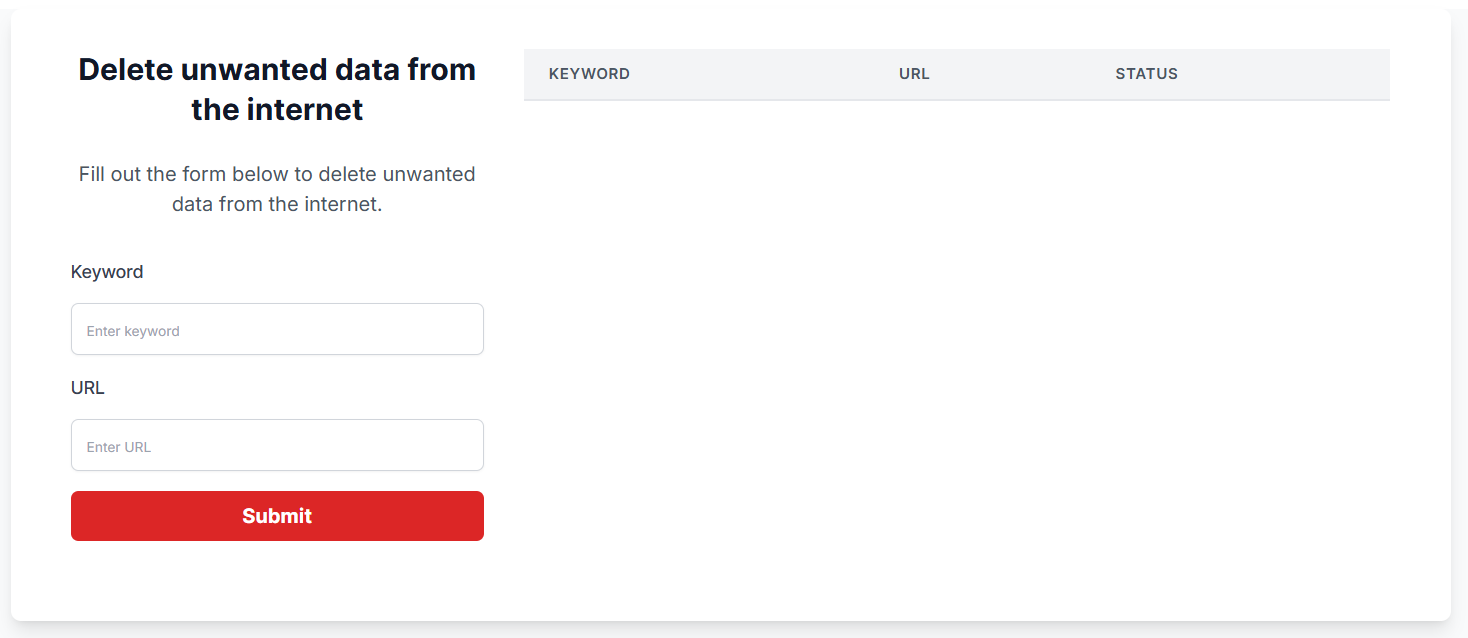 Delete unwanted data from
the internet
Fill out the form below to delete unwanted
data from the internet.
Keyword
Enter keyword
URL
Enter URL
Submit
KEYWORD URL STATUS